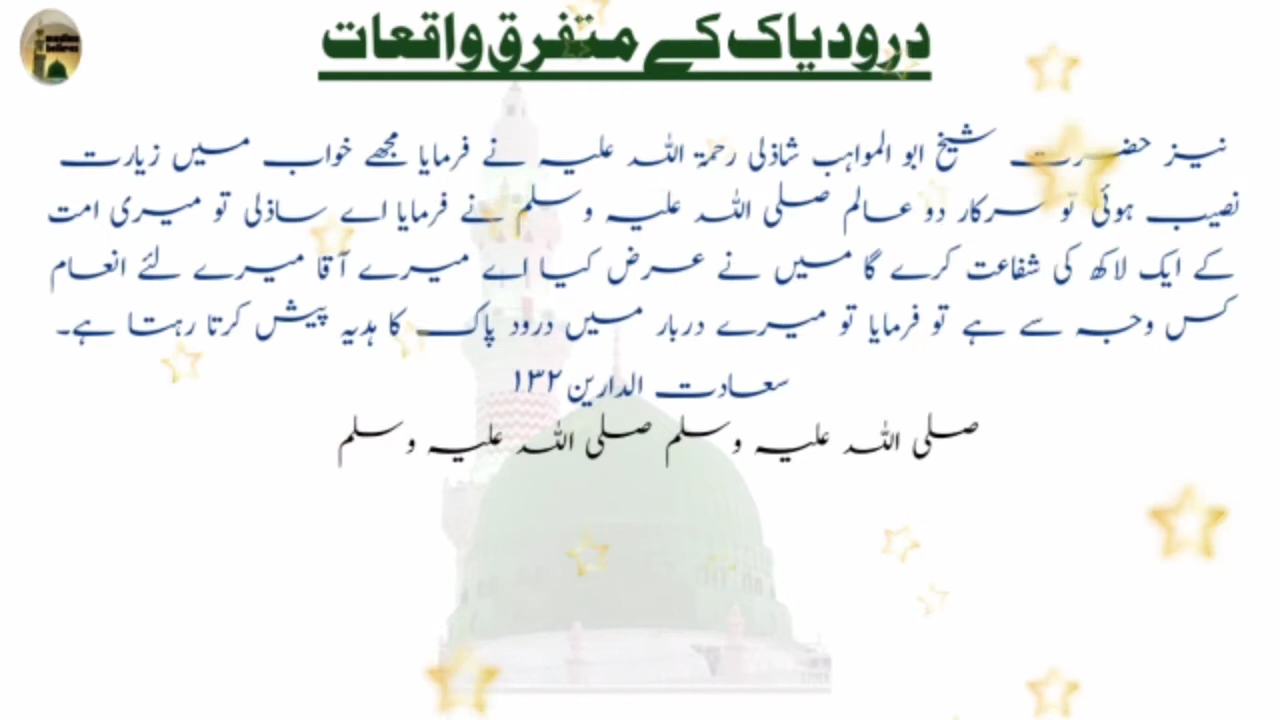 درود پاک کے متفرق واقعات
نیز حضرت شیخ ابو المواہب شاذلی رحمۃ اللہ علیہ نے فرمایا مجھے خواب میں زیارت
نصیب ہوئی تو سرکار دو عالم صلی اللہ علیہ وسلم نے فرمایا اے ساذلی تو میری امت
کے ایک لاکھ کی شفاعت کرے گا میں نے عرض کیا اے میرے آقا میرے لئے انعام
کس وجہ سے ہے تو فرمایا تو میرے دربار میں درود پاک کا ہدیہ پیش کرتا رہتا ہے۔
سعادت الدارین ۱۳۲
صلی اللہ علیہ وسلم صلی اللہ علیہ وسلم